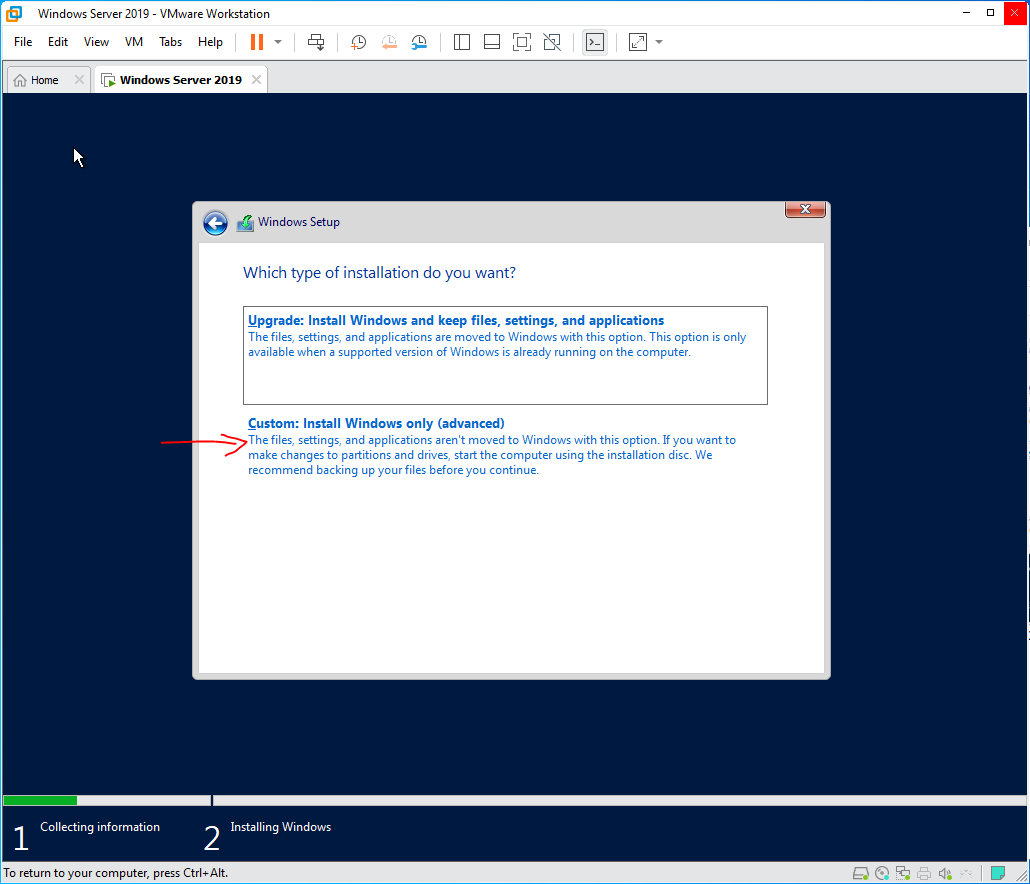 Windows Server 2019 - VMware Workstation
File Edit View VM Tabs Help
Home Windows Server 2019
Windows Setup
Which type of installation do you want?
Upgrade: Install Windows and keep files, settings, and applications
The files, settings, and applications are moved to Windows with this option. This option is only
available when a supported version of Windows is already running on the computer.
Custom: Install Windows only (advanced)
The files, settings, and applications aren't moved to Windows with this option. If you want to
make changes to partitions and drives, start the computer using the installation disc. We
recommend backing up your files before you continue.
1 Collecting information 2 Installing Windows
To return to your computer, press Ctrl+Alt.